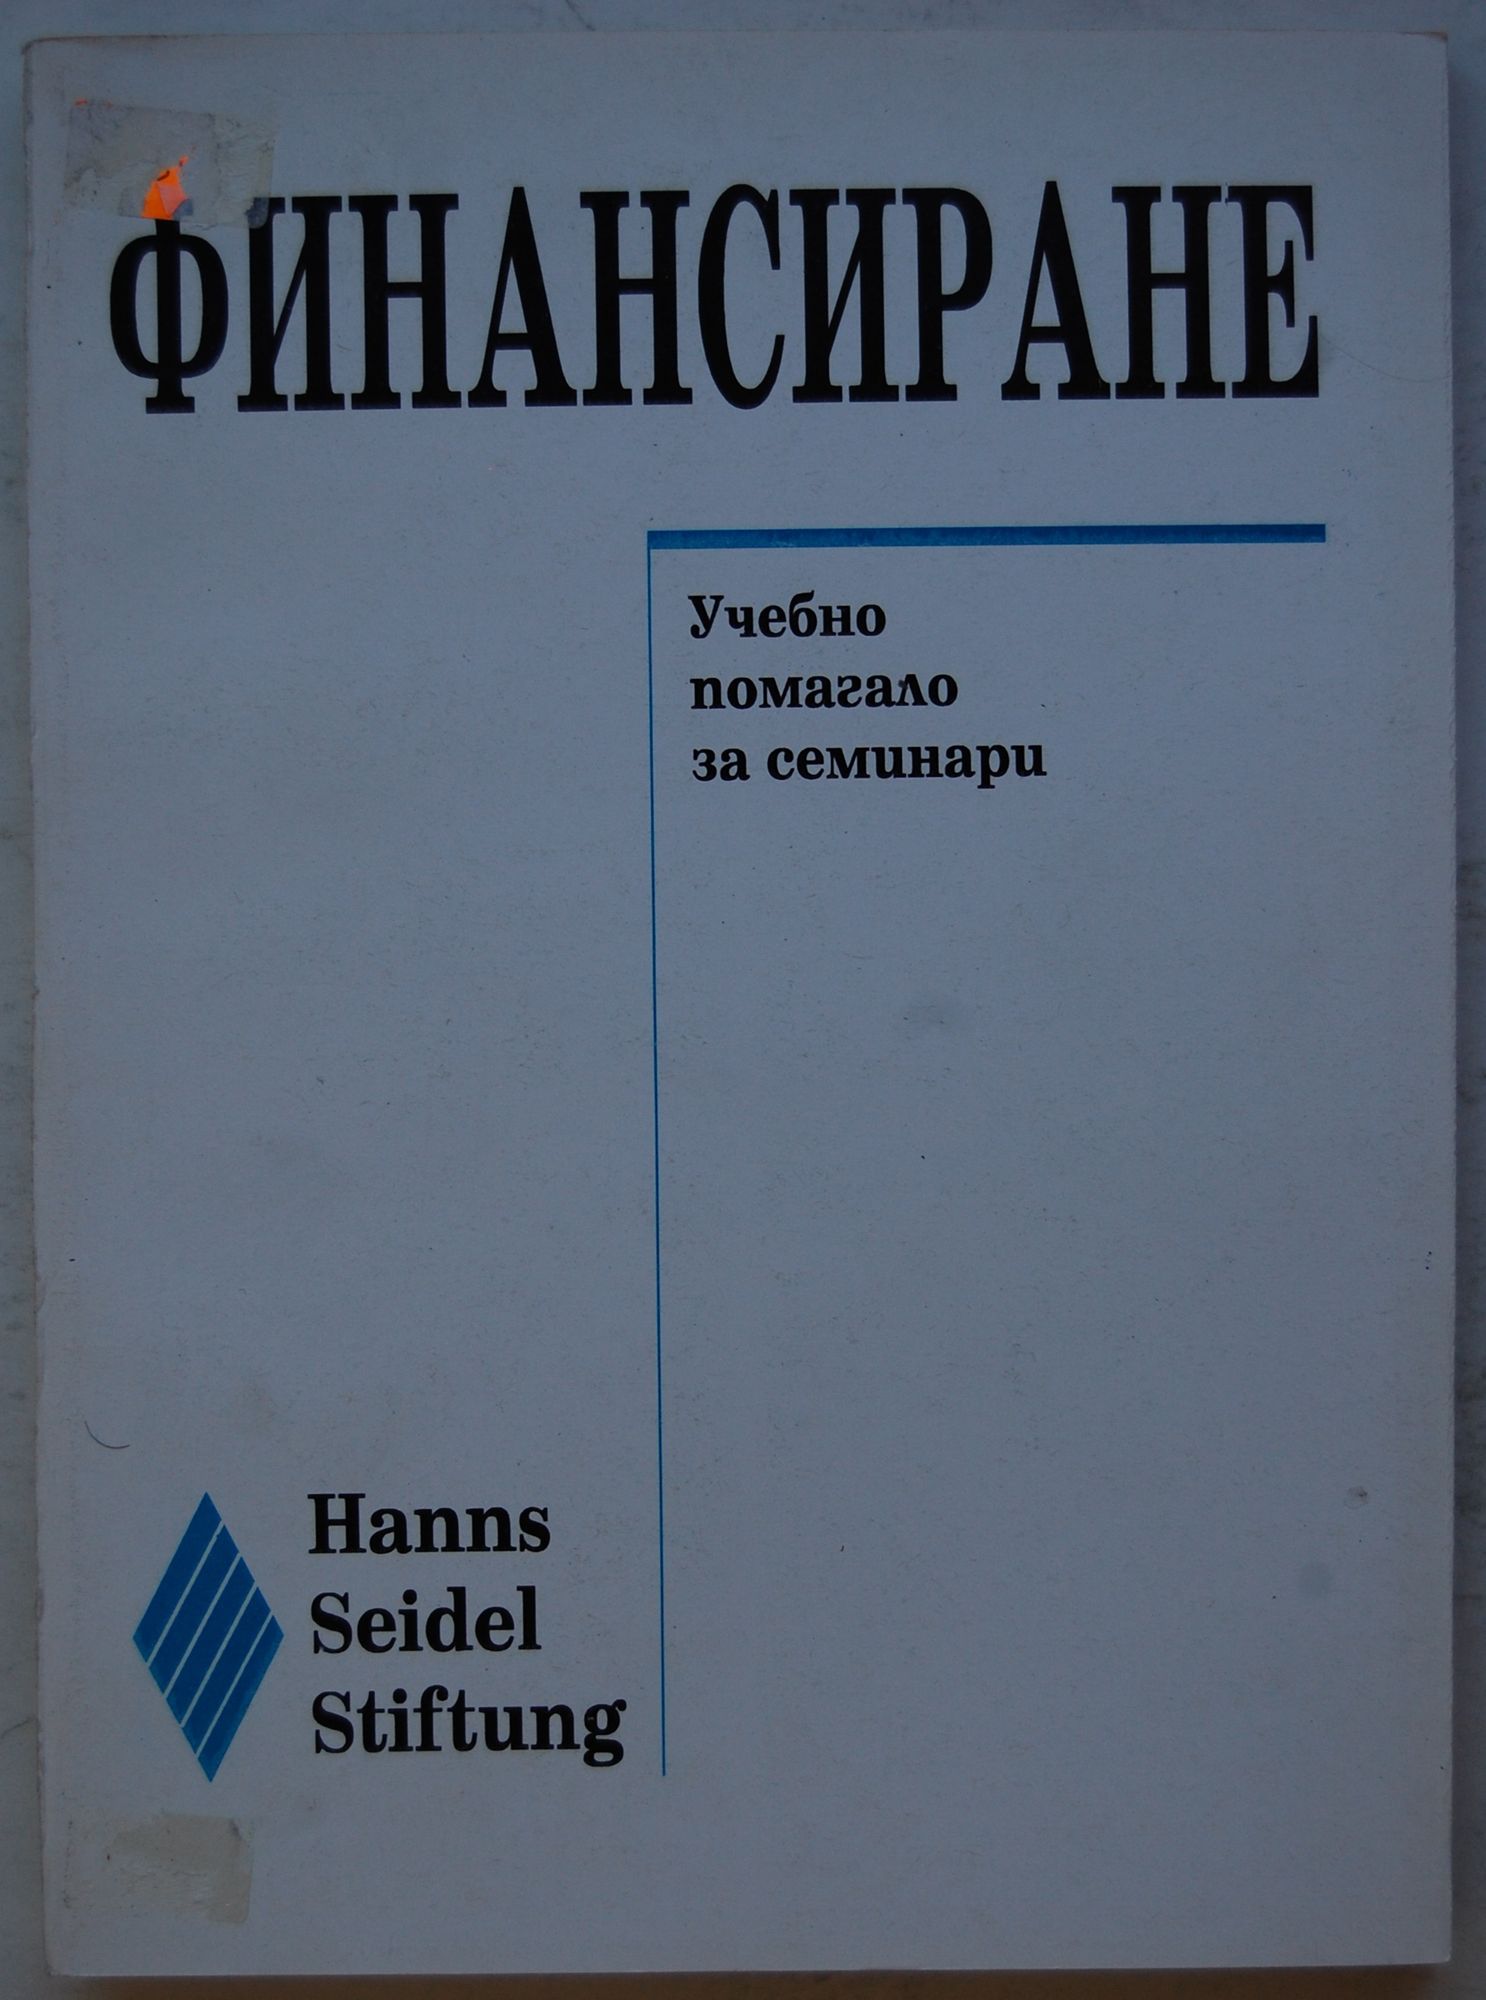 ФИНАНСИРАНЕ
Учебно
помагало
за семинари
Hanns
Seidel
Stiftung